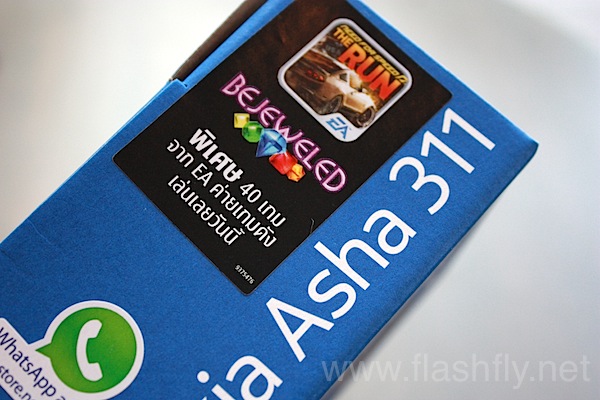 NEED FOR SPEED
THE
RUN
EA
BEJEWELED
พิเศษ 40 เกม
จาก EA ค่ายเกมดัง
เล่นเลยวันนี้
9175476
ia Asha 311
WhatsApp a
store.n
www.flashfly.net